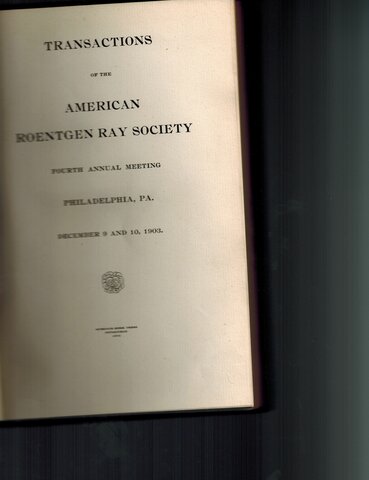 TRANSACTIONS
OF THE
AMERICAN
ROENTGEN RAY SOCIETY
FOURTH ANNUAL MEETING
PHILADELPHIA, PA.
DECEMBER 9 AND 10, 1903.